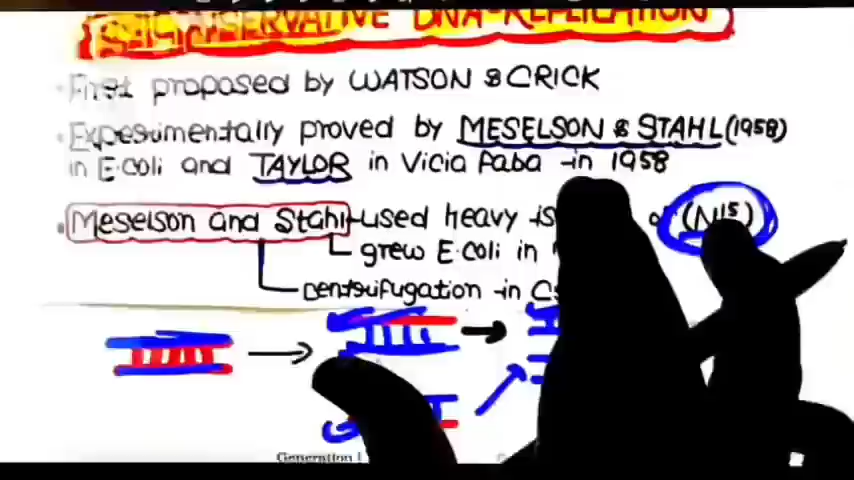 SEMICONSERVATIVE DNA-REPLICATION
• First proposed by WATSON & CRICK
• Experimentally proved by MESELSON & STAHL (1958)
in E.coli and TAYLOR in Vicia faba in 1958
• Meselson and Stahl used heavy (N15)
grew E.coli in
centrifugation in
Generation I